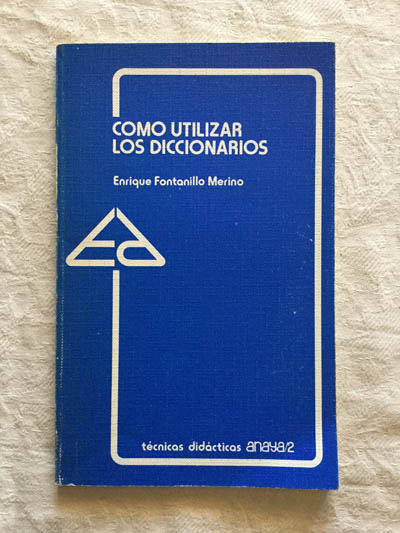 COMO UTILIZAR
LOS DICCIONARIOS
Enrique Fontanillo Merino
técnicas didácticas anaya/2